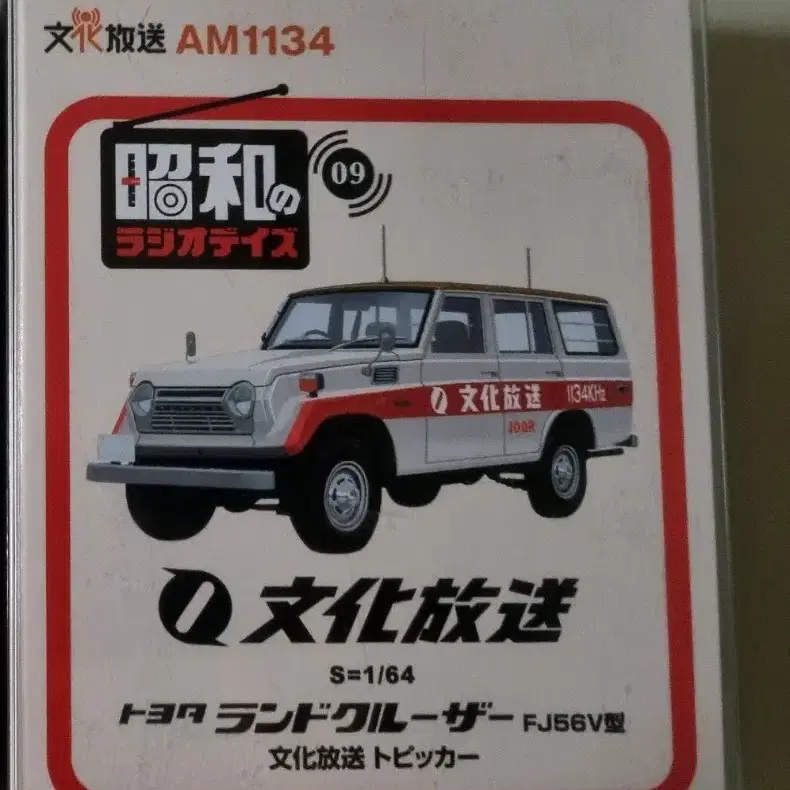 文化放送 AM1134
昭和の
ラジオデイズ
09
文化放送 1134KHz
JOQR
文化放送
S=1/64
トヨタ ランドクルーザー FJ56V型
文化放送 トピッカー